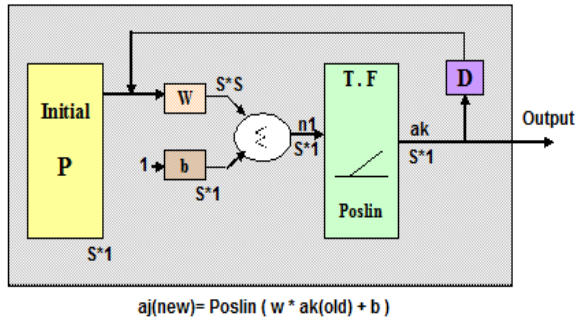 Initial
P
S*1
W
S*S
1
b
S*1
Σ
n1
S*1
T.F
Poslin
ak
S*1
D
Output
aj(new)= Poslin ( w * ak(old) + b )